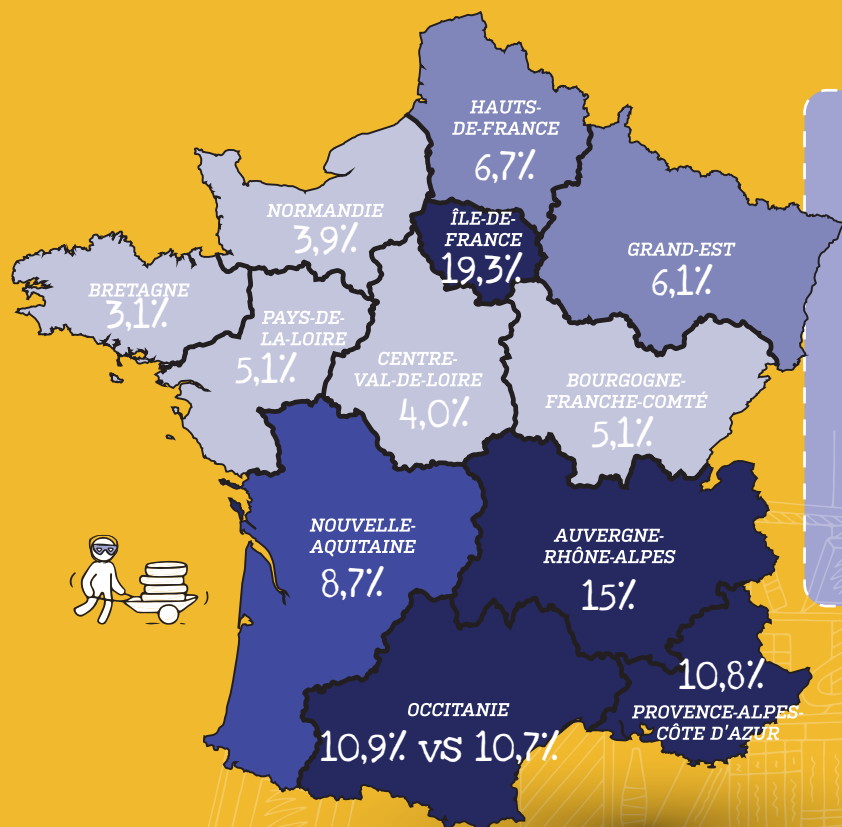 HAUTS-
DE-FRANCE
6,7%
NORMANDIE
3,9%
ÎLE-DE-
FRANCE
19,3%
GRAND-EST
6,1%
BRETAGNE
3,1%
PAYS-DE-
LA-LOIRE
5,1%
CENTRE-
VAL-DE-LOIRE
4,0%
BOURGOGNE-
FRANCHE-COMTÉ
5,1%
NOUVELLE-
AQUITAINE
8,7%
AUVERGNE-
RHÔNE-ALPES
15%
10,8%
PROVENCE-ALPES-
CÔTE D'AZUR
OCCITANIE
10,9% vs 10,7%